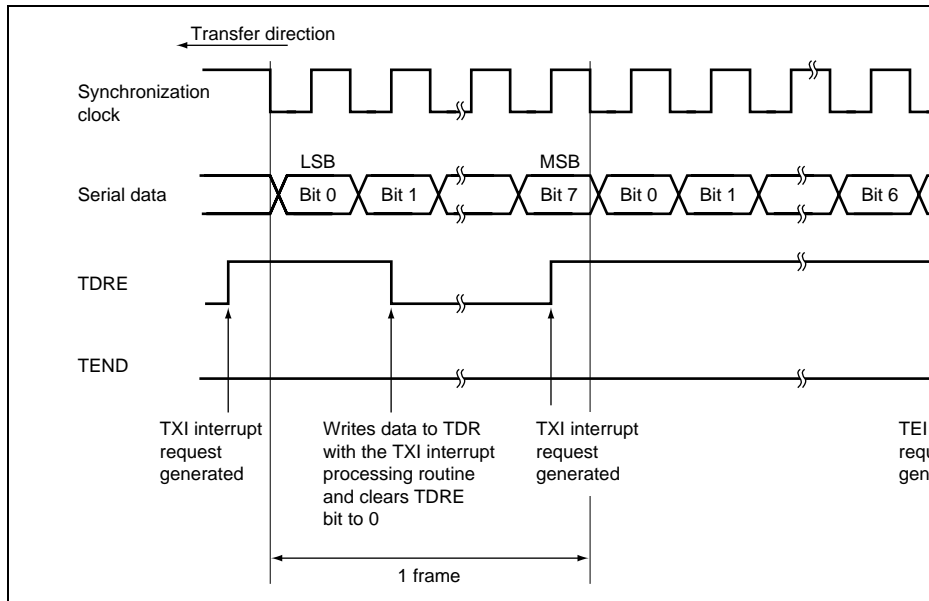 Transfer direction
Synchronization
clock
LSB
MSB
Serial data
Bit 0
Bit 1
Bit 7
Bit 0
Bit 1
Bit 6
TDRE
TEND
TXI interrupt
request
generated
Writes data to TDR
with the TXI interrupt
processing routine
and clears TDRE
bit to 0
TXI interrupt
request
generated
TEI
requ
gen
1 frame